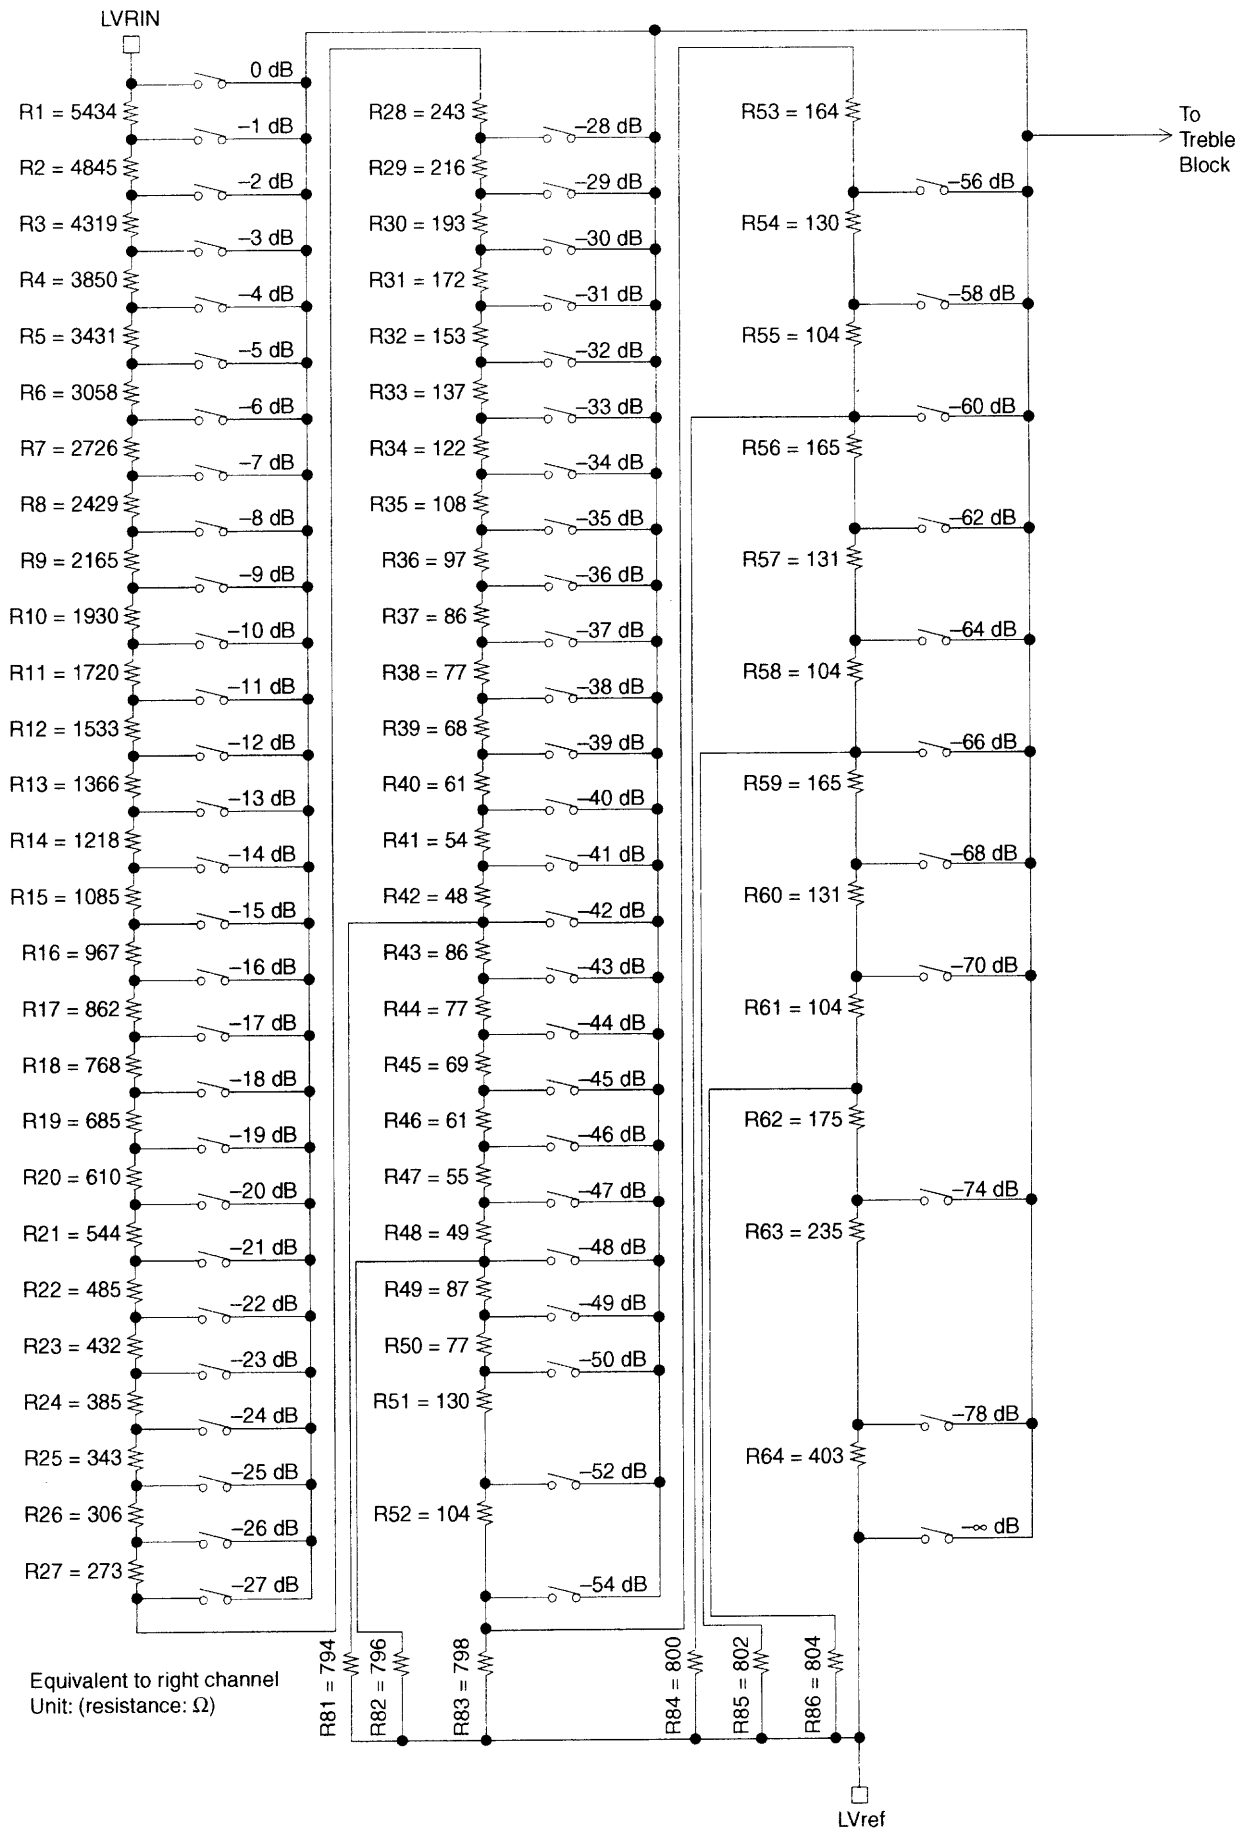 LVRIN
0 dB
R1 = 5434
–1 dB
R2 = 4845
–2 dB
R3 = 4319
–3 dB
R4 = 3850
–4 dB
R5 = 3431
–5 dB
R6 = 3058
–6 dB
R7 = 2726
–7 dB
R8 = 2429
–8 dB
R9 = 2165
–9 dB
R10 = 1930
–10 dB
R11 = 1720
–11 dB
R12 = 1533
–12 dB
R13 = 1366
–13 dB
R14 = 1218
–14 dB
R15 = 1085
–15 dB
R16 = 967
–16 dB
R17 = 862
–17 dB
R18 = 768
–18 dB
R19 = 685
–19 dB
R20 = 610
–20 dB
R21 = 544
–21 dB
R22 = 485
–22 dB
R23 = 432
–23 dB
R24 = 385
–24 dB
R25 = 343
–25 dB
R26 = 306
–26 dB
R27 = 273
–27 dB
R28 = 243
–28 dB
R29 = 216
–29 dB
R30 = 193
–30 dB
R31 = 172
–31 dB
R32 = 153
–32 dB
R33 = 137
–33 dB
R34 = 122
–34 dB
R35 = 108
–35 dB
R36 = 97
–36 dB
R37 = 86
–37 dB
R38 = 77
–38 dB
R39 = 68
–39 dB
R40 = 61
–40 dB
R41 = 54
–41 dB
R42 = 48
–42 dB
R43 = 86
–43 dB
R44 = 77
–44 dB
R45 = 69
–45 dB
R46 = 61
–46 dB
R47 = 55
–47 dB
R48 = 49
–48 dB
R49 = 87
–49 dB
R50 = 77
–50 dB
R51 = 130
–52 dB
R52 = 104
–54 dB
R53 = 164
–56 dB
R54 = 130
–58 dB
R55 = 104
–60 dB
R56 = 165
–62 dB
R57 = 131
–64 dB
R58 = 104
–66 dB
R59 = 165
–68 dB
R60 = 131
–70 dB
R61 = 104
R62 = 175
–74 dB
R63 = 235
–78 dB
R64 = 403
–∞ dB
To
Treble
Block
R81 = 794
R82 = 796
R83 = 798
R84 = 800
R85 = 802
R86 = 804
Equivalent to right channel
Unit: (resistance: Ω)
LVref